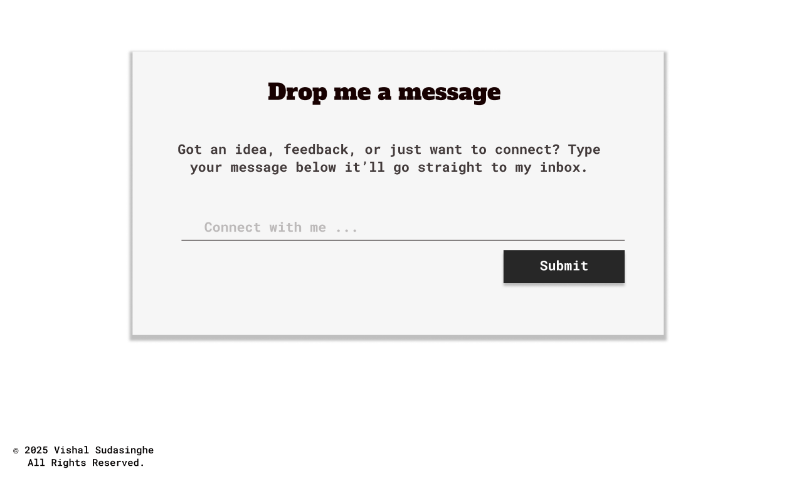 Drop me a message
Got an idea, feedback, or just want to connect? Type
your message below it’ll go straight to my inbox.
Connect with me ...
Submit
© 2025 Vishal Sudasinghe
All Rights Reserved.